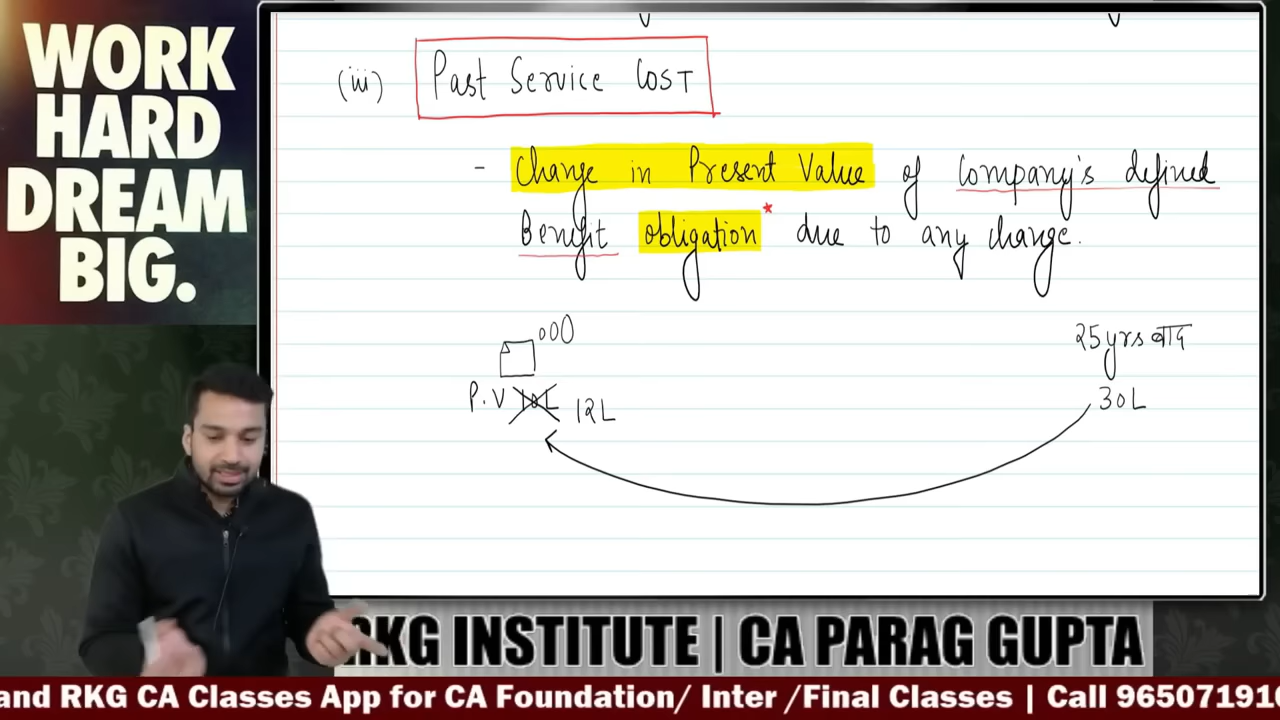 WORK
HARD
DREAM
BIG.
(iii) Past Service Cost
- Change in Present Value of Company's defined
Benefit obligation* due to any change.
25yrs बाद
P.V 10L 12L
30L
RKG INSTITUTE | CA PARAG GUPTA
and RKG CA Classes App for CA Foundation/ Inter /Final Classes | Call 965071910